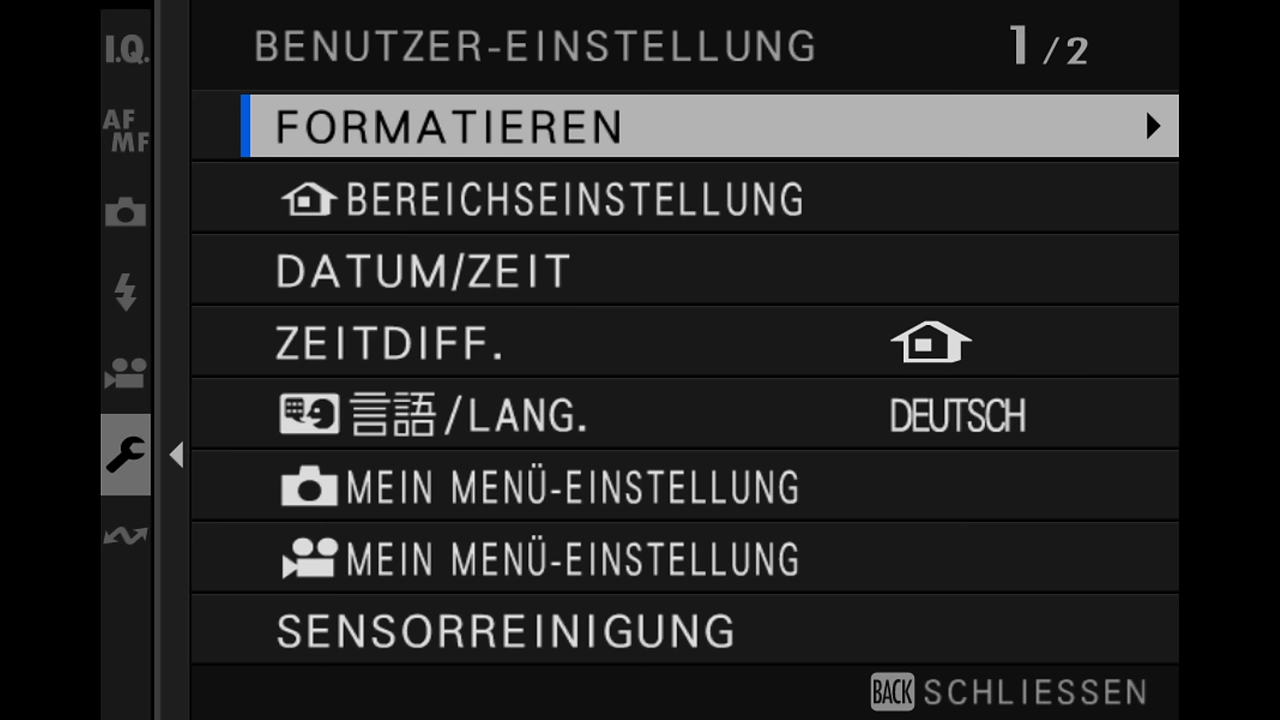 I.Q.
AF
MF
BENUTZER-EINSTELLUNG 1/2
FORMATIEREN
BEREICHSEINSTELLUNG
DATUM/ZEIT
ZEITDIFF.
言語/LANG. DEUTSCH
MEIN MENÜ-EINSTELLUNG
MEIN MENÜ-EINSTELLUNG
SENSORREINIGUNG
BACK SCHLIESSEN